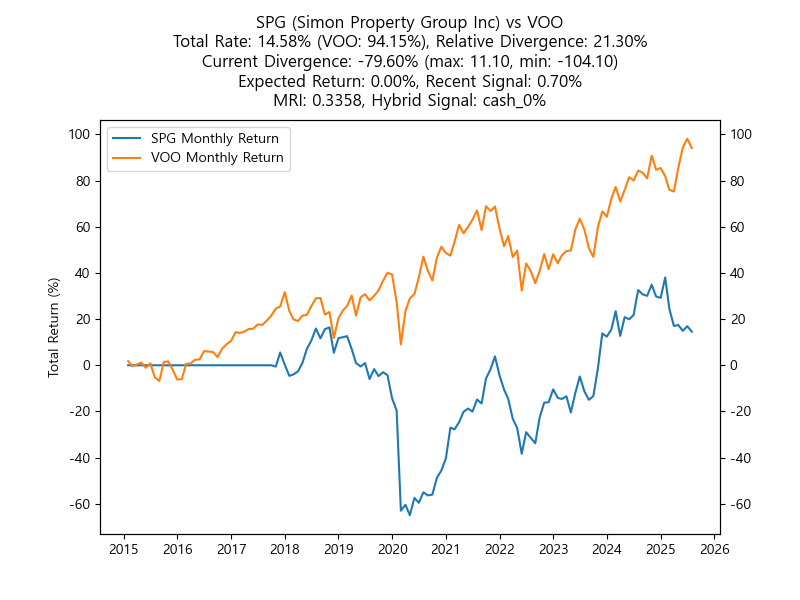 SPG (Simon Property Group Inc) vs VOO
Total Rate: 14.58% (VOO: 94.15%), Relative Divergence: 21.30%
Current Divergence: -79.60% (max: 11.10, min: -104.10)
Expected Return: 0.00%, Recent Signal: 0.70%
MRI: 0.3358, Hybrid Signal: cash_0%
SPG Monthly Return
VOO Monthly Return
Total Return (%)
100
80
60
40
20
0
-20
-40
-60
100
80
60
40
20
0
-20
-40
-60
2015 2016 2017 2018 2019 2020 2021 2022 2023 2024 2025 2026